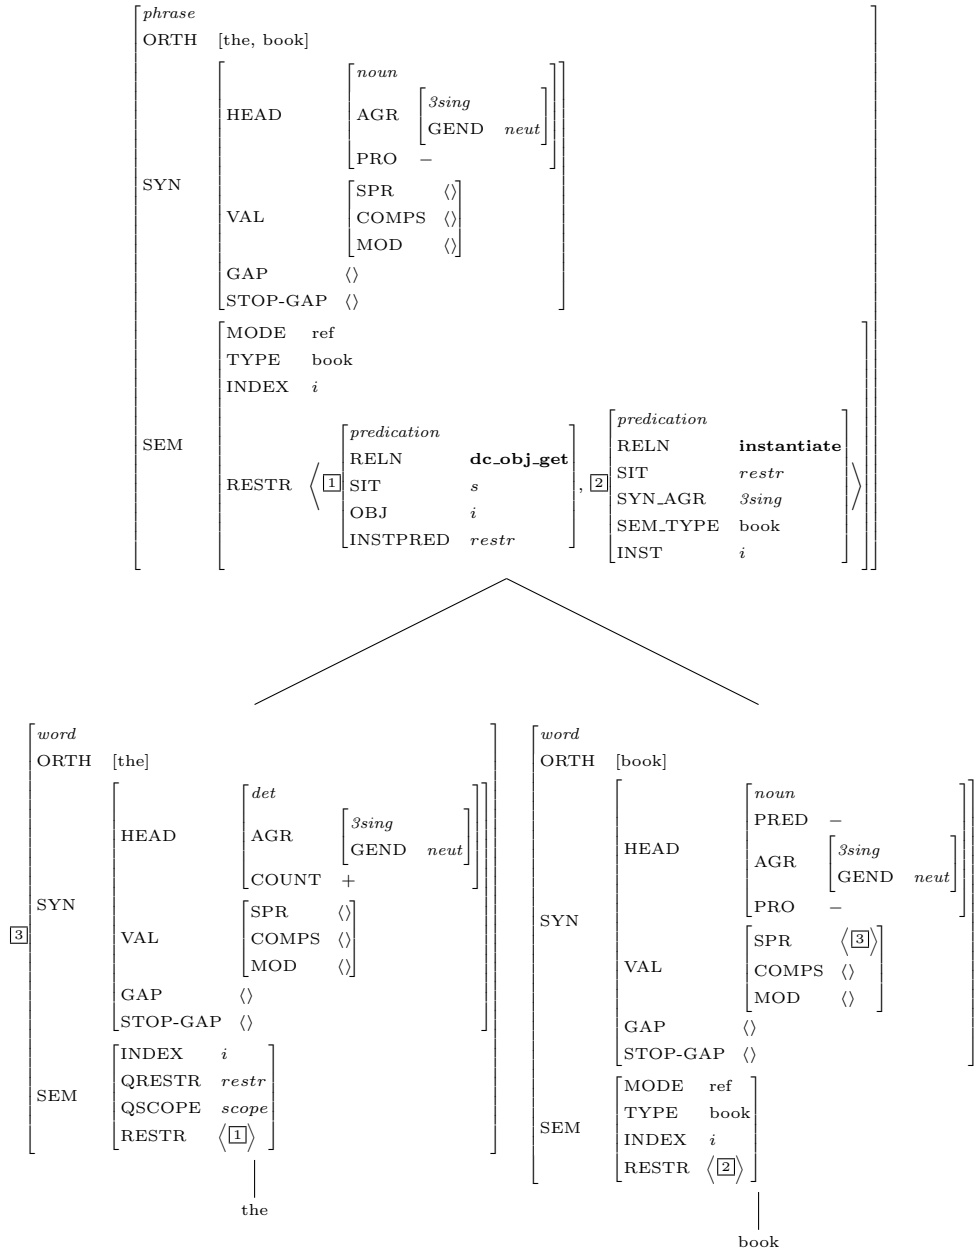 phrase
ORTH [the, book]
noun
3sing
HEAD AGR
GEND neut
PRO −
SYN
SPR ⟨⟩
VAL COMPS ⟨⟩
MOD ⟨⟩
GAP ⟨⟩
STOP-GAP ⟨⟩
MODE ref
TYPE book
INDEX i
SEM
RESTR ⟨ 1
predication
RELN dc_obj_get
SIT s
OBJ i
INSTPRED restr
, 2
predication
RELN instantiate
SIT restr
SYN_AGR 3sing
SEM_TYPE book
INST i
⟩
3
word
ORTH [the]
det
3sing
HEAD AGR
GEND neut
COUNT +
SYN
SPR ⟨⟩
VAL COMPS ⟨⟩
MOD ⟨⟩
GAP ⟨⟩
STOP-GAP ⟨⟩
INDEX i
QRESTR restr
SEM
QSCOPE scope
RESTR ⟨ 1 ⟩
the
word
ORTH [book]
noun
PRED −
HEAD
3sing
AGR
GEND neut
PRO −
SYN
SPR ⟨ 3 ⟩
VAL COMPS ⟨⟩
MOD ⟨⟩
GAP ⟨⟩
STOP-GAP ⟨⟩
MODE ref
TYPE book
SEM
INDEX i
RESTR ⟨ 2 ⟩
book